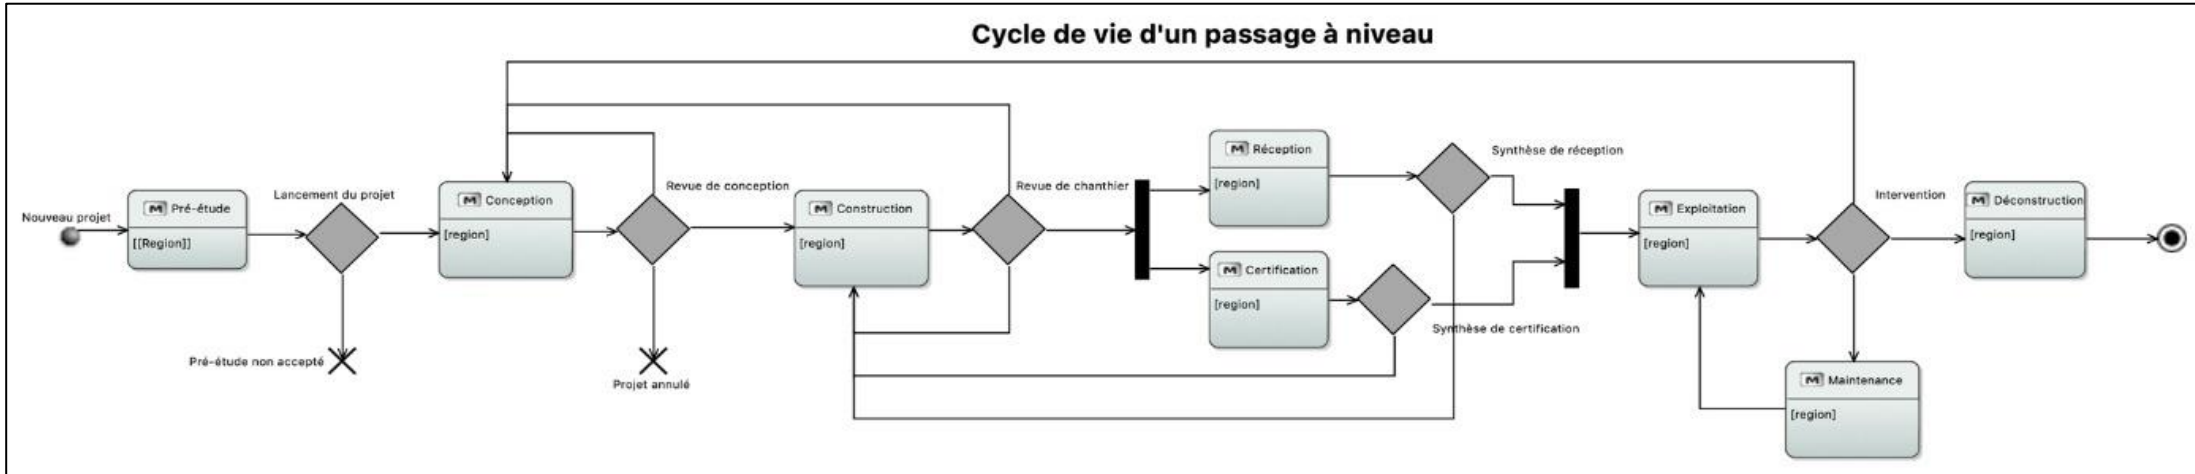 Cycle de vie d'un passage à niveau
Nouveau projet
M Pré-étude
[[Region]]
Lancement du projet
Pré-étude non accepté
M Conception
[region]
Revue de conception
Projet annulé
M Construction
[region]
Revue de chanthier
M Réception
[region]
Synthèse de réception
M Certification
[region]
Synthèse de certification
M Exploitation
[region]
Intervention
M Déconstruction
[region]
M Maintenance
[region]